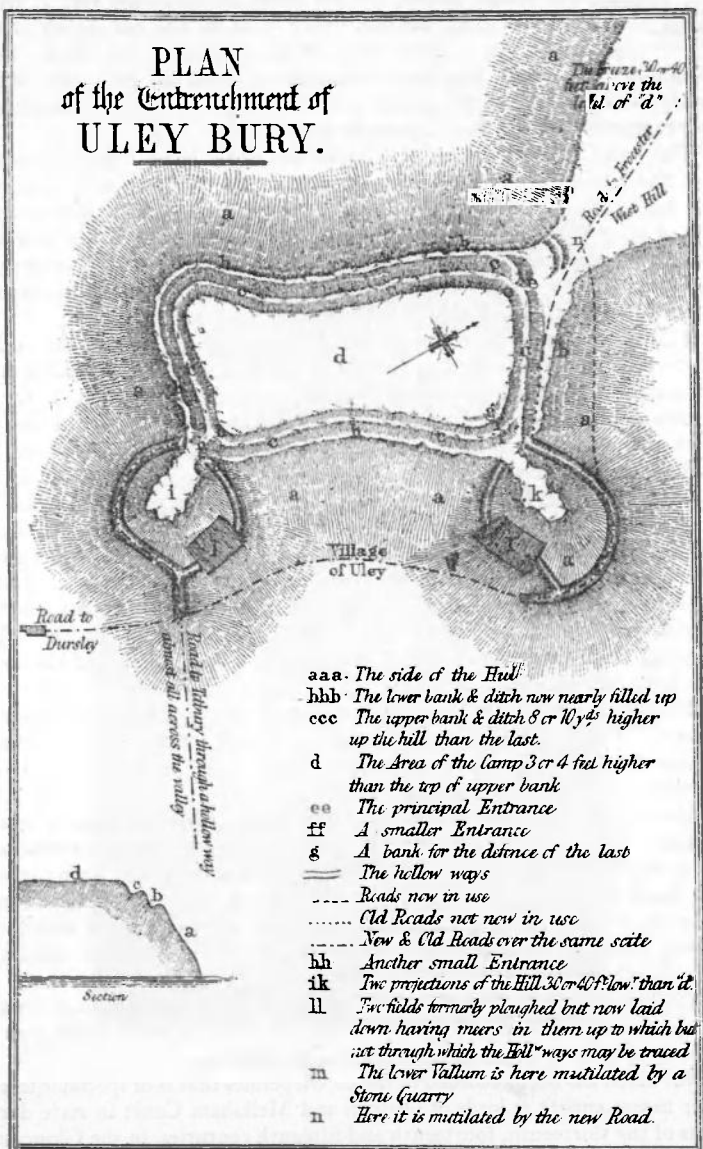 PLAN
of the Entrenchment of
ULEY BURY.
a
The Freeze, 30 or 40
feet above the
level of "d"
a
Road to Frocester
a
West Hill
n
h
b
c
c
b
d
a
g
a
c
h
c
i
k
a
a
l
l
a
Village
of Uley
Road to
Dursley
Road to Tetbury through a hollow way
almost all across the valley
aaa. The side of the Hill
bbb The lower bank & ditch now nearly filled up
ccc The upper bank & ditch 8 or 10 yds higher
up the hill than the last.
d The Area of the Camp 3 or 4 feet higher
than the top of upper bank
ee The principal Entrance
ff A smaller Entrance
g A bank for the defence of the last
The hollow ways
Roads now in use
Old Roads not now in use
New & Old Roads over the same scite
hh Another small Entrance
ik Two projections of the Hill 30 or 40 ft low.r than "d".
ll Two fields formerly ploughed but now laid
down having meers in them up to which but
not through which the Holl.w ways may be traced
m The lower Vallum is here mutilated by a
Stone Quarry
n Here it is mutilated by the new Road.
d
c
b
a
Section